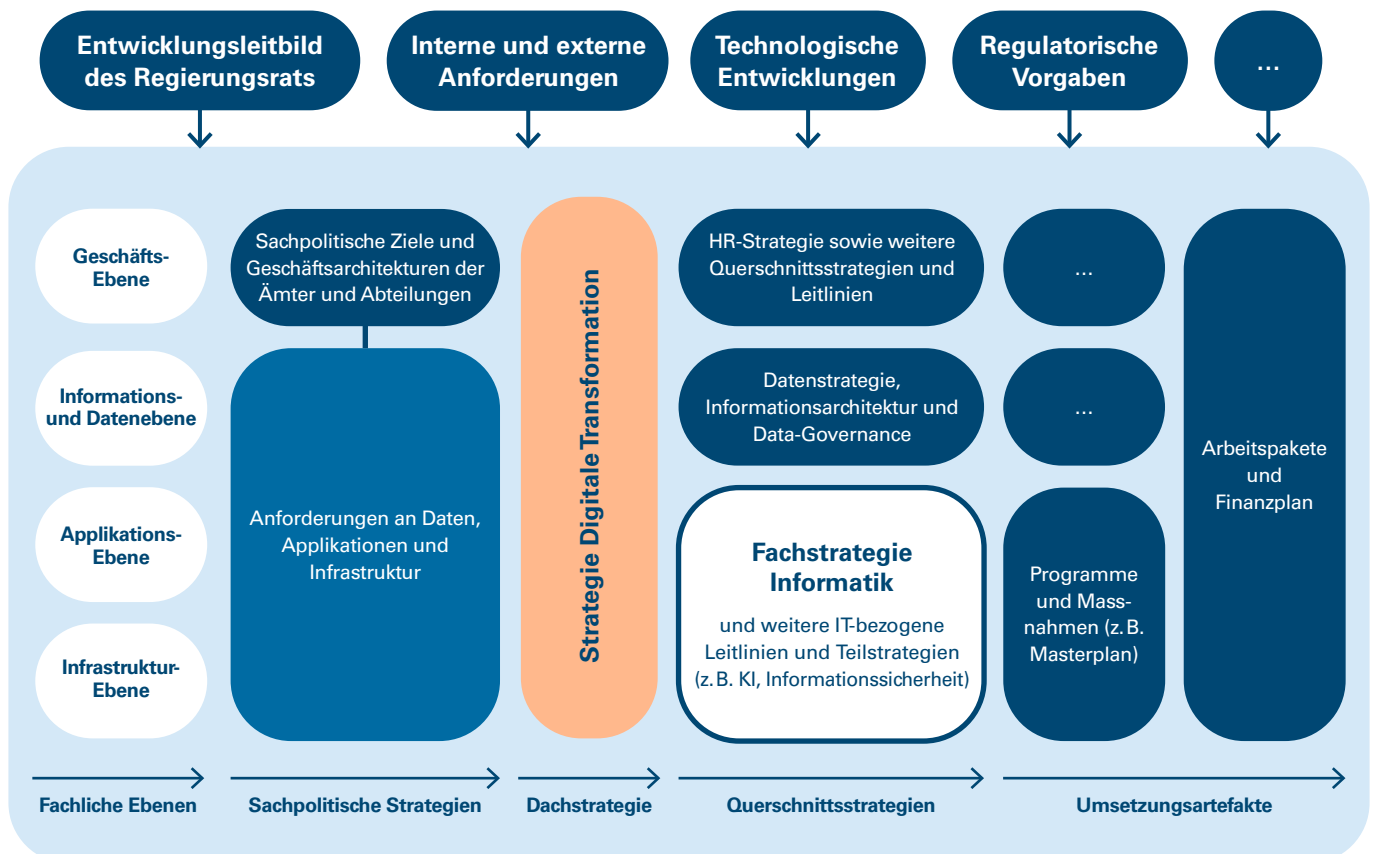 Entwicklungsleitbild
des Regierungsrats
Interne und externe
Anforderungen
Technologische
Entwicklungen
Regulatorische
Vorgaben
...
Geschäfts-
Ebene
Sachpolitische Ziele und
Geschäftsarchitekturen der
Ämter und Abteilungen
Strategie Digitale Transformation
HR-Strategie sowie weitere
Querschnittsstrategien und
Leitlinien
...
Arbeitspakete
und
Finanzplan
Informations-
und Datenebene
Datenstrategie,
Informationsarchitektur und
Data-Governance
...
Applikations-
Ebene
Anforderungen an Daten,
Applikationen und
Infrastruktur
Fachstrategie
Informatik
und weitere IT-bezogene
Leitlinien und Teilstrategien
(z. B. KI, Informationssicherheit)
Programme
und Mass-
nahmen (z. B.
Masterplan)
Infrastruktur-
Ebene
Fachliche Ebenen
Sachpolitische Strategien
Dachstrategie
Querschnittsstrategien
Umsetzungsartefakte